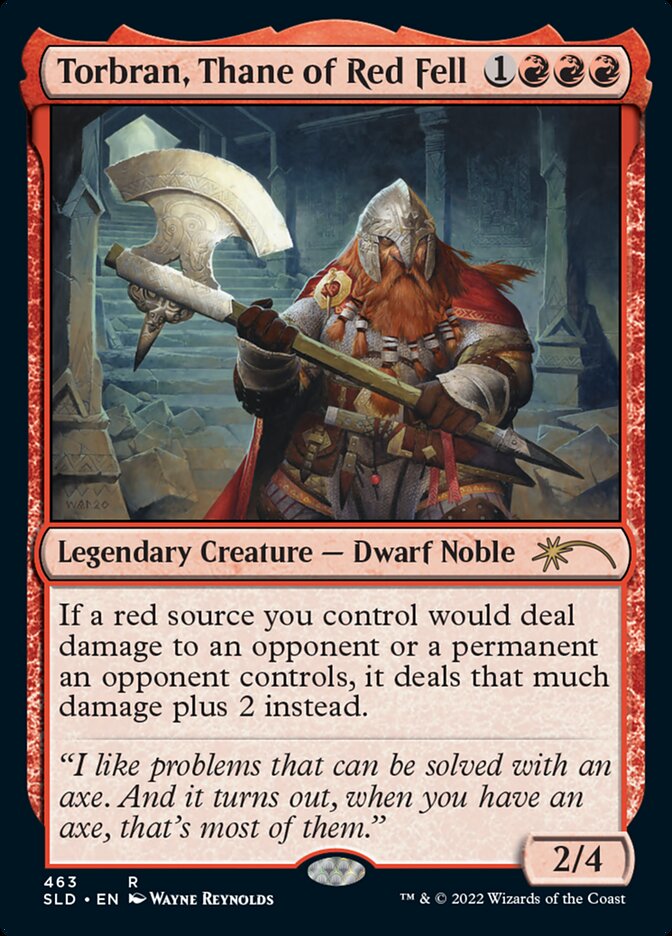 Torbran, Thane of Red Fell 1
WAR20
Legendary Creature — Dwarf Noble
If a red source you control would deal
damage to an opponent or a permanent
an opponent controls, it deals that much
damage plus 2 instead.
“I like problems that can be solved with an
axe. And it turns out, when you have an
axe, that’s most of them.”
2/4
463 R
SLD • EN Wayne Reynolds
™ & © 2022 Wizards of the Coast